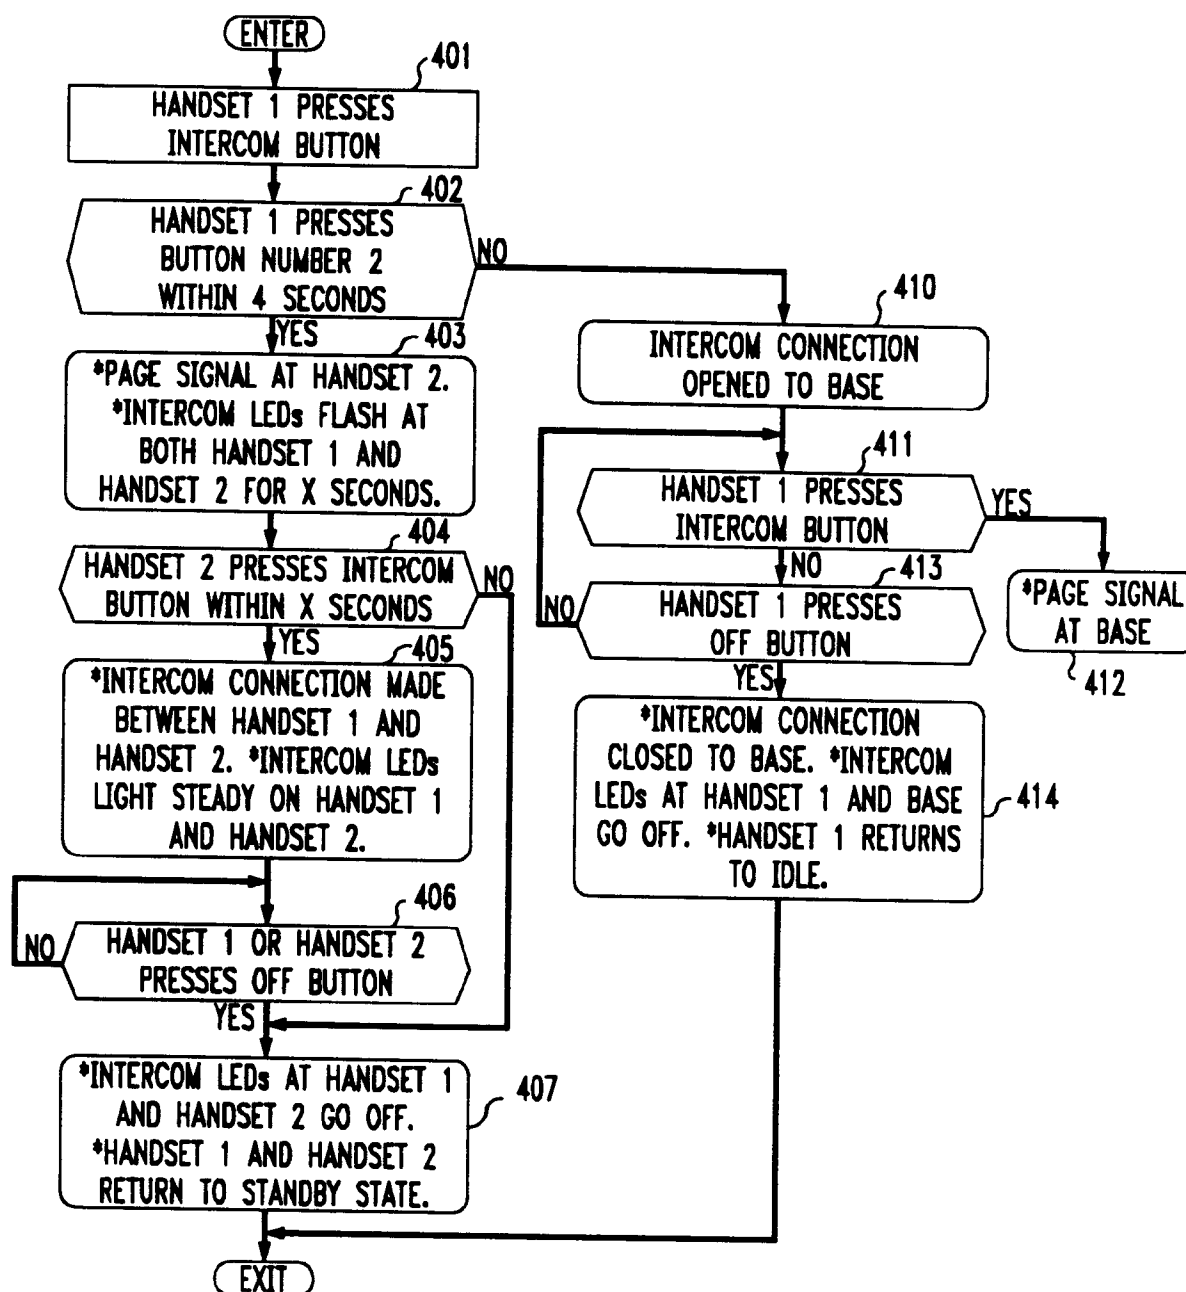 ENTER
401
HANDSET 1 PRESSES
INTERCOM BUTTON
402
HANDSET 1 PRESSES
BUTTON NUMBER 2
WITHIN 4 SECONDS
NO
YES
403
*PAGE SIGNAL AT HANDSET 2.
*INTERCOM LEDs FLASH AT
BOTH HANDSET 1 AND
HANDSET 2 FOR X SECONDS.
404
HANDSET 2 PRESSES INTERCOM
BUTTON WITHIN X SECONDS
NO
YES
405
*INTERCOM CONNECTION MADE
BETWEEN HANDSET 1 AND
HANDSET 2. *INTERCOM LEDs
LIGHT STEADY ON HANDSET 1
AND HANDSET 2.
406
HANDSET 1 OR HANDSET 2
PRESSES OFF BUTTON
NO
YES
407
*INTERCOM LEDs AT HANDSET 1
AND HANDSET 2 GO OFF.
*HANDSET 1 AND HANDSET 2
RETURN TO STANDBY STATE.
EXIT
410
INTERCOM CONNECTION
OPENED TO BASE
411
HANDSET 1 PRESSES
INTERCOM BUTTON
YES
NO
*PAGE SIGNAL
AT BASE
412
413
HANDSET 1 PRESSES
OFF BUTTON
NO
YES
*INTERCOM CONNECTION
CLOSED TO BASE. *INTERCOM
LEDs AT HANDSET 1 AND BASE
GO OFF. *HANDSET 1 RETURNS
TO IDLE.
414